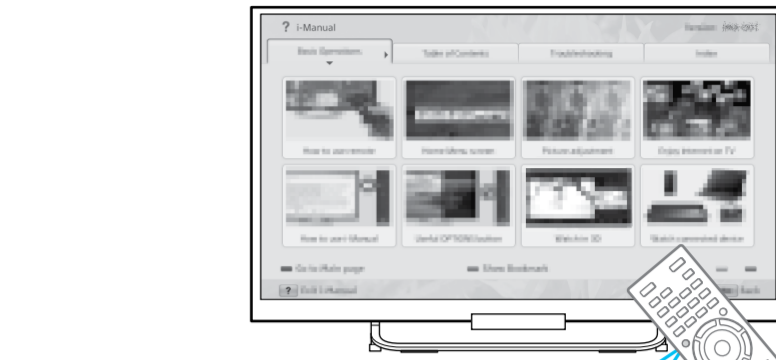 ? i-Manual
Basic Operations
Table of Contents
Troubleshooting
Index
How to use remote
Home Menu screen
Picture adjustment
Enjoy Internet on TV
How to use i-Manual
Useful OPTIONS button
Watch in 3D
Watch connected device
Go to Main page
Show Bookmark
? Exit i-Manual
Back